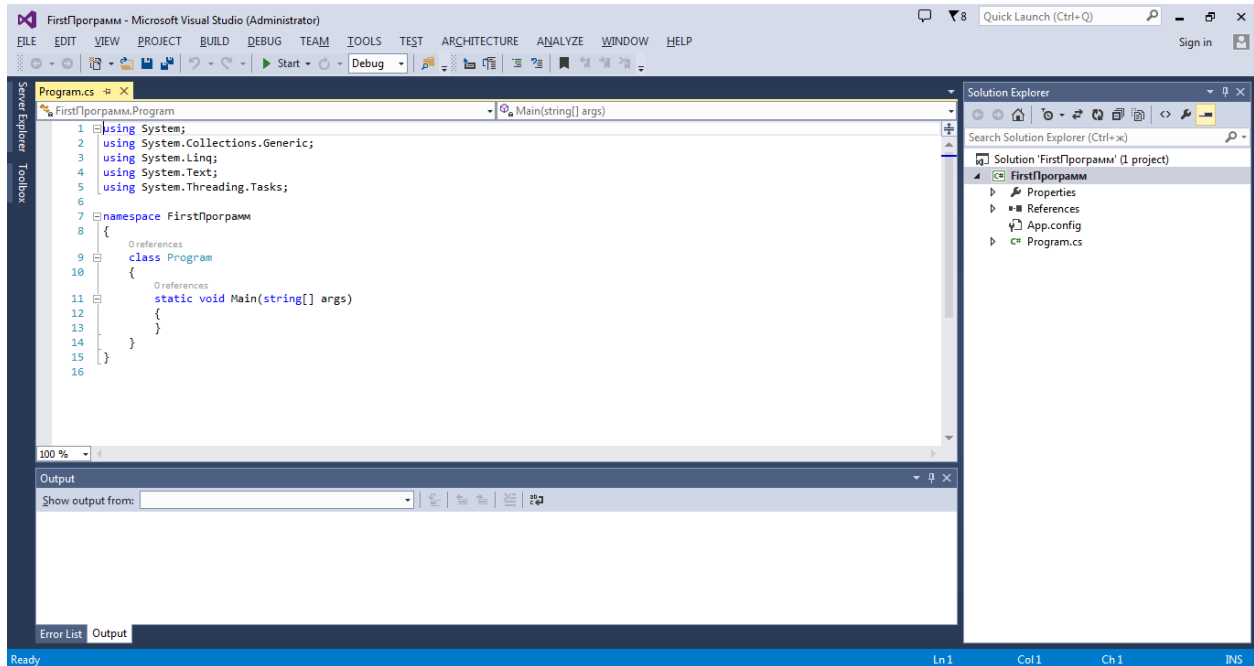 FirstПрограмм - Microsoft Visual Studio (Administrator)
8
Quick Launch (Ctrl+Q)
FILE EDIT VIEW PROJECT BUILD DEBUG TEAM TOOLS TEST ARCHITECTURE ANALYZE WINDOW HELP
Sign in
Start
Debug
Server Explorer
Toolbox
Program.cs
FirstПрограмм.Program
Main(string[] args)
1 using System;
2 using System.Collections.Generic;
3 using System.Linq;
4 using System.Text;
5 using System.Threading.Tasks;
6
7 namespace FirstПрограмм
8 {
0 references
9 class Program
10 {
0 references
11 static void Main(string[] args)
12 {
13 }
14 }
15 }
16
100 %
Output
Show output from:
Error List Output
Solution Explorer
Search Solution Explorer (Ctrl+ж)
Solution 'FirstПрограмм' (1 project)
C# FirstПрограмм
Properties
References
App.config
C# Program.cs
Ready
Ln 1 Col 1 Ch 1 INS